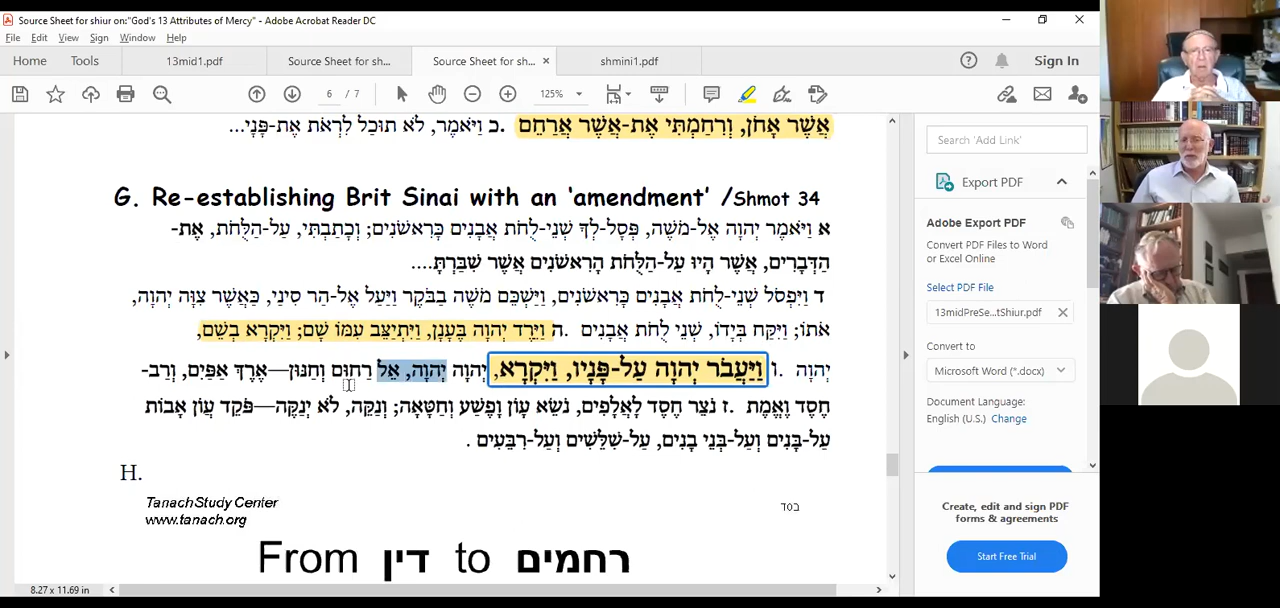 Source Sheet for shiur on:"God's 13 Attributes of Mercy" - Adobe Acrobat Reader DC
File Edit View Sign Window Help
Home Tools 13mid1.pdf Source Sheet for sh... Source Sheet for sh... × shmini1.pdf Sign In
6 / 7 125%
אֲשֶׁר אָחֹן, וְרִחַמְתִּי אֶת-אֲשֶׁר אֲרַחֵם .כ וַיֹּאמֶר, לֹא תוּכַל לִרְאֹת אֶת-פָּנָי...
G. Re-establishing Brit Sinai with an 'amendment' /Shmot 34
א וַיֹּאמֶר יְהוָה אֶל-מֹשֶׁה, פְּסָל-לְךָ שְׁנֵי-לֻחֹת אֲבָנִים כָּרִאשֹׁנִים; וְכָתַבְתִּי, עַל-הַלֻּחֹת, אֶת-
הַדְּבָרִים, אֲשֶׁר הָיוּ עַל-הַלֻּחֹת הָרִאשֹׁנִים אֲשֶׁר שִׁבַּרְתָּ....
ד וַיִּפְסֹל שְׁנֵי-לֻחֹת אֲבָנִים כָּרִאשֹׁנִים, וַיַּשְׁכֵּם מֹשֶׁה בַבֹּקֶר וַיַּעַל אֶל-הַר סִינַי, כַּאֲשֶׁר צִוָּה יְהוָה,
אֹתוֹ; וַיִּקַּח בְּיָדוֹ, שְׁנֵי לֻחֹת אֲבָנִים .ה וַיֵּרֶד יְהוָה בֶּעָנָן, וַיִּתְיַצֵּב עִמּוֹ שָׁם; וַיִּקְרָא בְשֵׁם,
יְהוָה .ו וַיַּעֲבֹר יְהוָה עַל-פָּנָיו, וַיִּקְרָא, יְהוָה יְהוָה, אֵל רַחוּם וְחַנּוּן—אֶרֶךְ אַפַּיִם, וְרַב-
חֶסֶד וֶאֱמֶת .ז נֹצֵר חֶסֶד לָאֲלָפִים, נֹשֵׂא עָוֹן וָפֶשַׁע וְחַטָּאָה; וְנַקֵּה, לֹא יְנַקֶּה—פֹּקֵד עֲוֹן אָבוֹת
עַל-בָּנִים וְעַל-בְּנֵי בָנִים, עַל-שִׁלֵּשִׁים וְעַל-רִבֵּעִים .
H.
TanachStudy Center בסד
www.tanach.org
From דין to רחמים
8.27 x 11.69 in
Search 'Add Link'
Export PDF
Adobe Export PDF
Convert PDF Files to Word
or Excel Online
Select PDF File
13midPreSe...tShiur.pdf
Convert to
Microsoft Word (*.docx)
Document Language:
English (U.S.) Change
Create, edit and sign PDF
forms & agreements
Start Free Trial